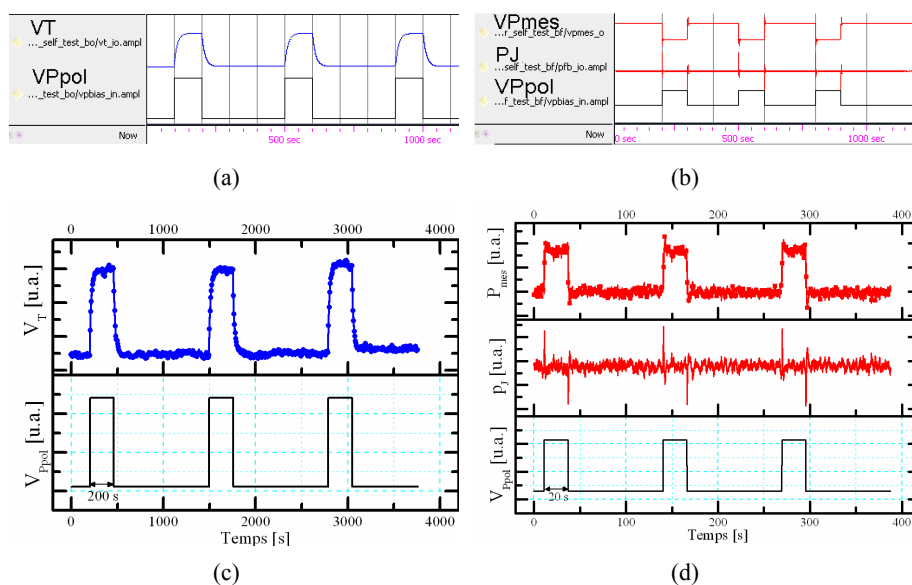 VT
..._self_test_bo/vt_io.ampl
VPpol
..._test_bo/vpbias_in.ampl
Now
500 sec
1000 sec
(a)
VPmes
...r_self_test_bf/vpmes_o
PJ
...self_test_bf/pfb_io.ampl
VPpol
...f_test_bf/vpbias_in.ampl
Now
0 sec
500 sec
1000 sec
(b)
0 1000 2000 3000 4000
V_T [u.a.]
V_Ppol [u.a.]
200 s
0 1000 2000 3000 4000
Temps [s]
(c)
0 100 200 300 400
P_mes [u.a.]
P_J [u.a.]
V_Ppol [u.a.]
20 s
0 100 200 300 400
Temps [s]
(d)